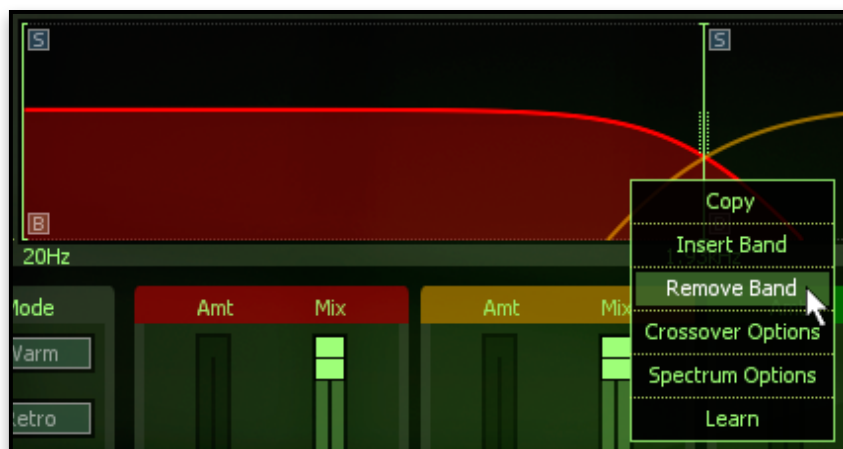 S S
Copy
B
Insert Band
20Hz
Remove Band
Mode Amt Mix Amt Mix
Crossover Options
Warm
Spectrum Options
Retro
Learn